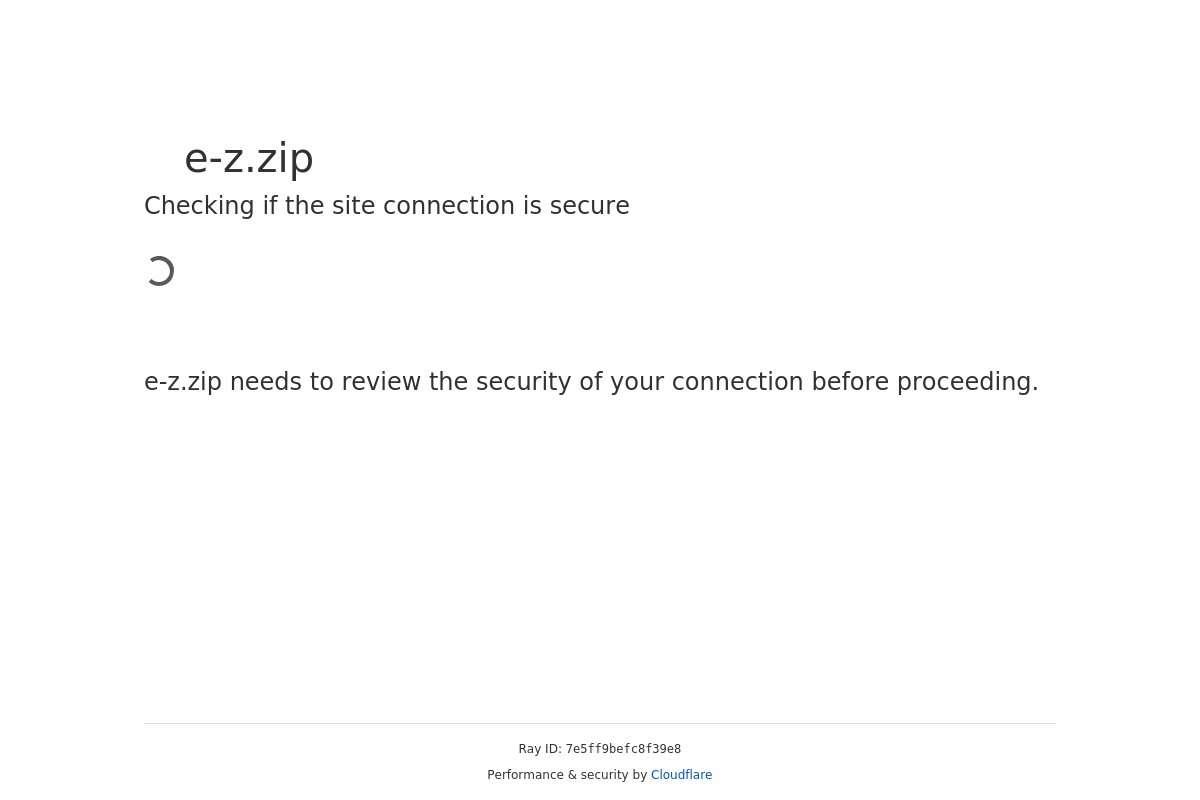 e-z.zip
Checking if the site connection is secure
e-z.zip needs to review the security of your connection before proceeding.
Ray ID: 7e5ff9befc8f39e8
Performance & security by Cloudflare